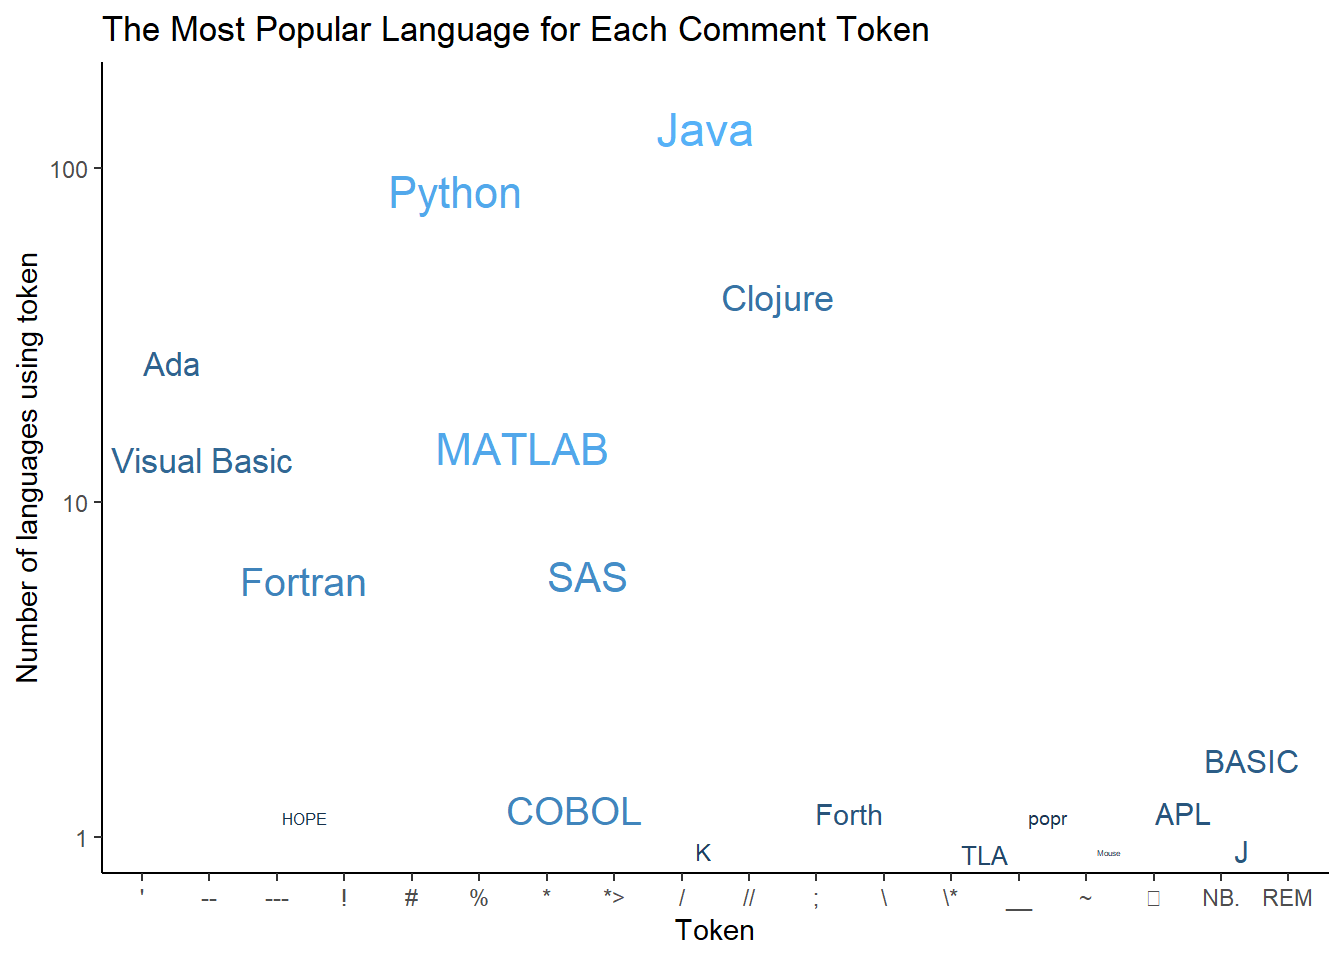 The Most Popular Language for Each Comment Token
Number of languages using token
100
10
1
Java
Python
Clojure
Ada
MATLAB
Visual Basic
SAS
Fortran
BASIC
COBOL
HOPE
Forth
popr
APL
K
TLA
Mouse
J
' -- --- ! # % * *> / // ; \ \* __ ~ NB. REM
Token